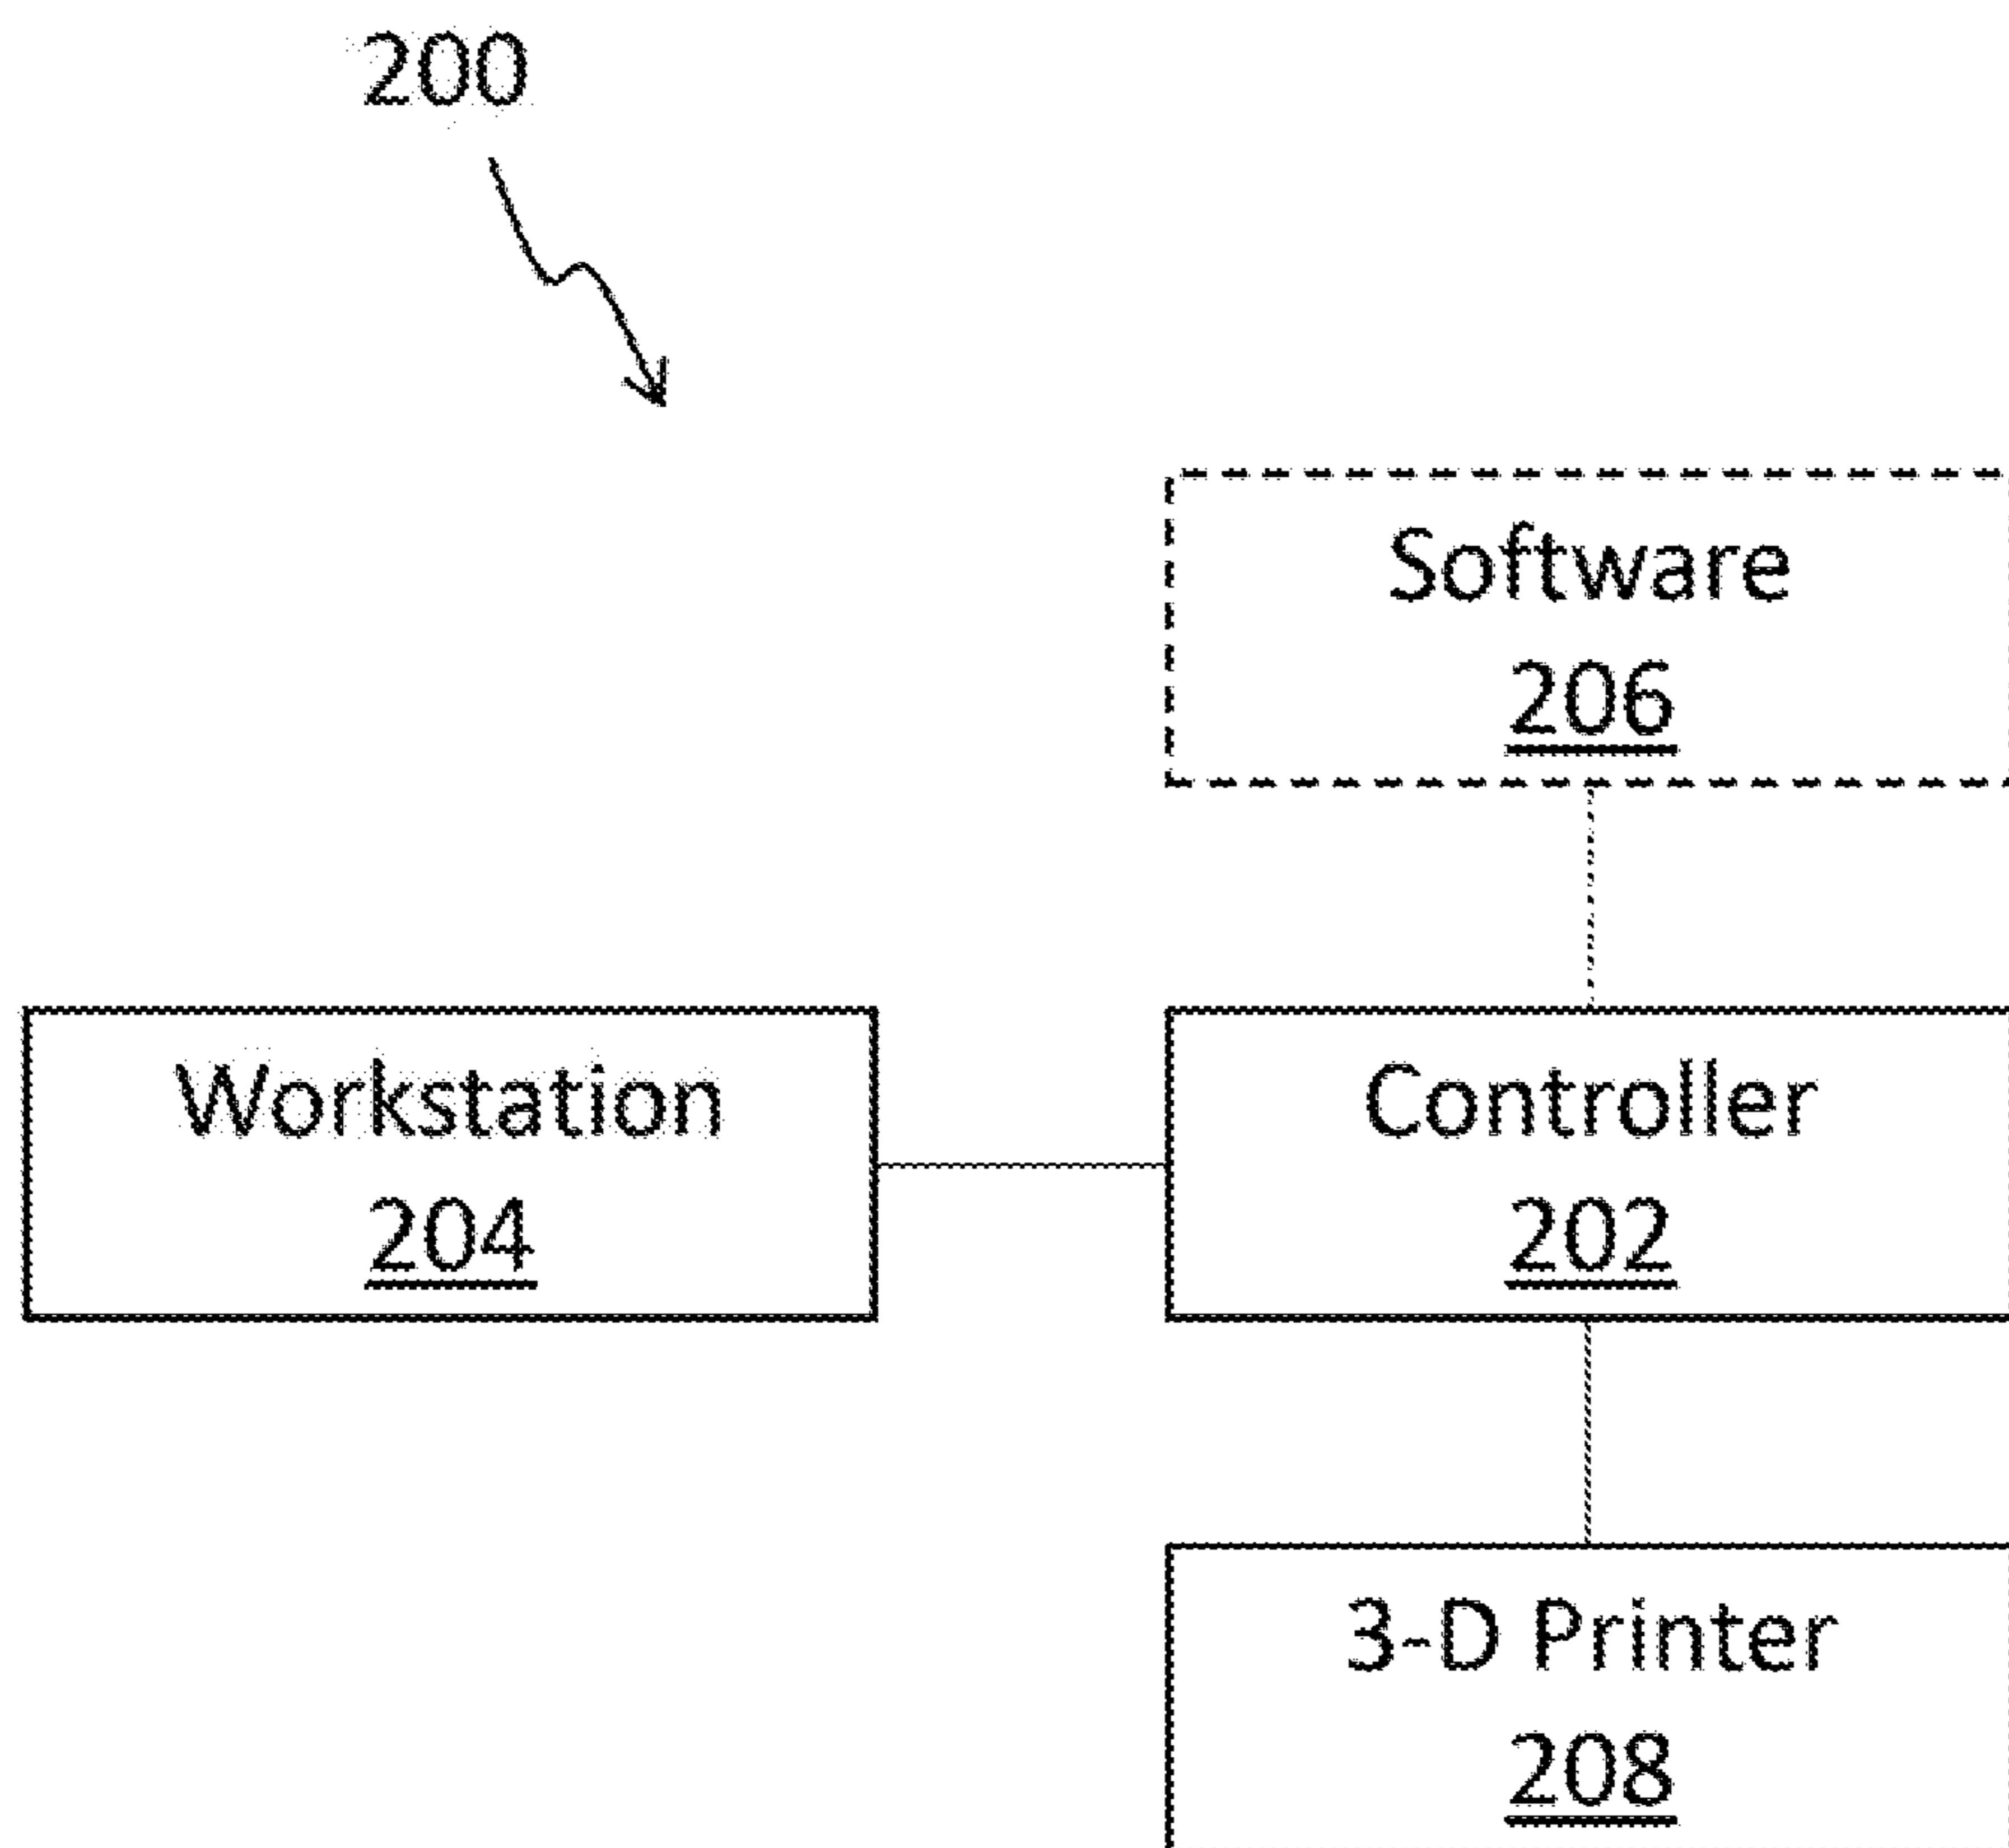 200
Software
206
Workstation
204
Controller
202
3-D Printer
208